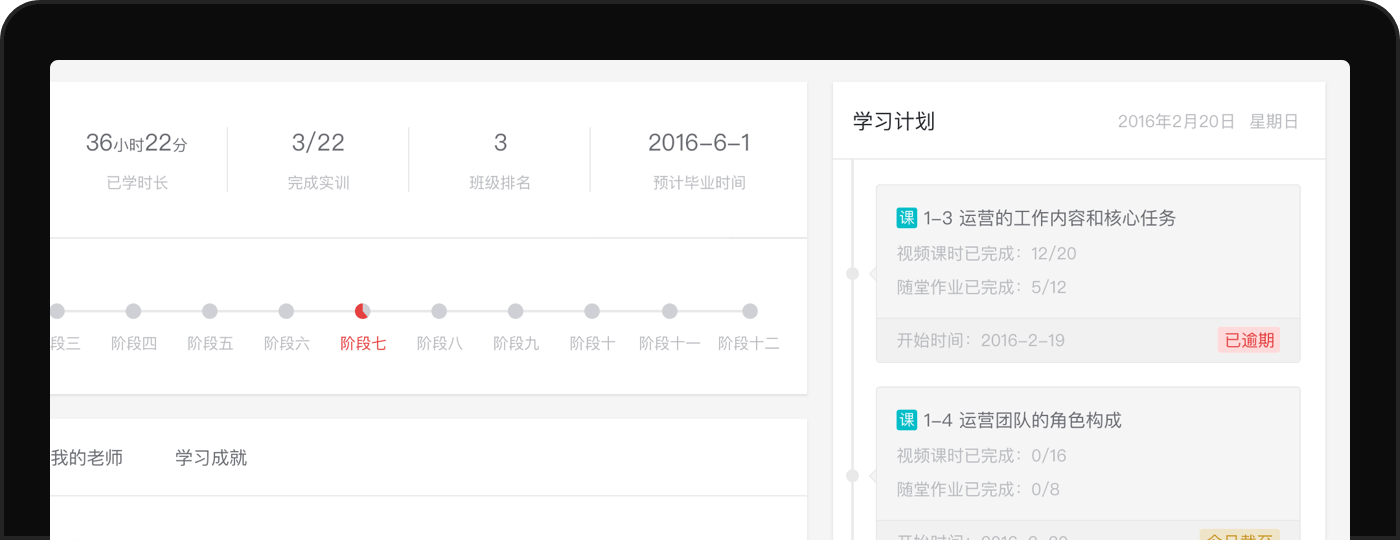 36小时22分
已学时长
3/22
完成实训
3
班级排名
2016-6-1
预计毕业时间
段三
阶段四
阶段五
阶段六
阶段七
阶段八
阶段九
阶段十
阶段十一
阶段十二
我的老师
学习成就
学习计划
2016年2月20日 星期日
课 1-3 运营的工作内容和核心任务
视频课时已完成：12/20
随堂作业已完成：5/12
开始时间：2016-2-19
已逾期
课 1-4 运营团队的角色构成
视频课时已完成：0/16
随堂作业已完成：0/8
开始时间：
今日截至